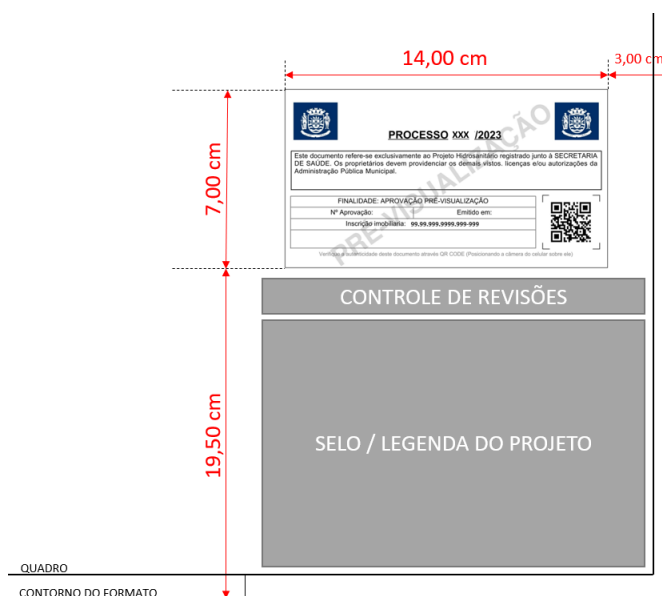 14,00 cm
3,00 cm
7,00 cm
PROCESSO XXX /2023
Este documento refere-se exclusivamente ao Projeto Hidrosanitário registrado junto à SECRETARIA
DE SAÚDE. Os proprietários devem providenciar os demais vistos. licenças e/ou autorizações da
Administração Pública Municipal.
PRÉ-VISUALIZAÇÃO
FINALIDADE: APROVAÇÃO PRÉ-VISUALIZAÇÃO
Nº Aprovação: Emitido em:
Inscrição imobiliária: 99.99.999.9999.999-999
Verifique a autenticidade deste documento através QR CODE (Posicionando a câmera do celular sobre ele)
CONTROLE DE REVISÕES
19,50 cm
SELO / LEGENDA DO PROJETO
QUADRO
CONTORNO DO FORMATO